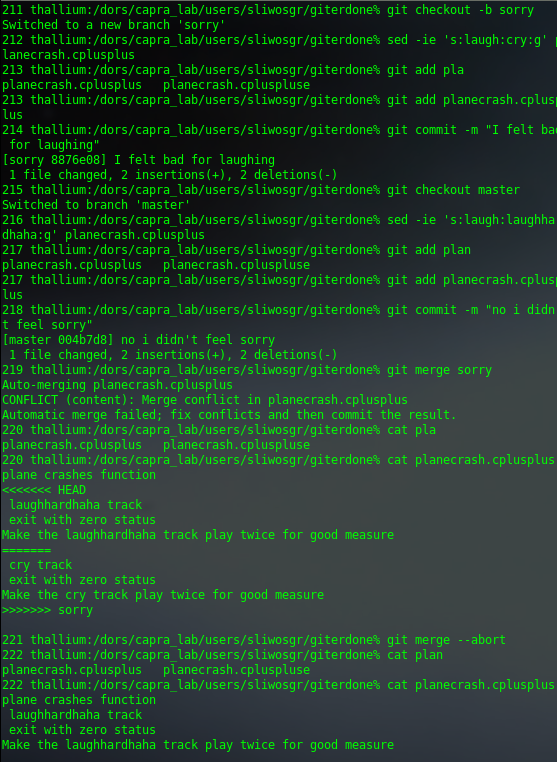 211 thallium:/dors/capra_lab/users/sliwosgr/giterdone% git checkout -b sorry
Switched to a new branch 'sorry'
212 thallium:/dors/capra_lab/users/sliwosgr/giterdone% sed -ie 's:laugh:cry:g' p
lanecrash.cplusplus
213 thallium:/dors/capra_lab/users/sliwosgr/giterdone% git add pla
planecrash.cplusplus   planecrash.cpluspluse
213 thallium:/dors/capra_lab/users/sliwosgr/giterdone% git add planecrash.cplusp
lus
214 thallium:/dors/capra_lab/users/sliwosgr/giterdone% git commit -m "I felt bad
 for laughing"
[sorry 8876e08] I felt bad for laughing
 1 file changed, 2 insertions(+), 2 deletions(-)
215 thallium:/dors/capra_lab/users/sliwosgr/giterdone% git checkout master
Switched to branch 'master'
216 thallium:/dors/capra_lab/users/sliwosgr/giterdone% sed -ie 's:laugh:laughha
dhaha:g' planecrash.cplusplus
217 thallium:/dors/capra_lab/users/sliwosgr/giterdone% git add plan
planecrash.cplusplus   planecrash.cpluspluse
217 thallium:/dors/capra_lab/users/sliwosgr/giterdone% git add planecrash.cplusp
lus
218 thallium:/dors/capra_lab/users/sliwosgr/giterdone% git commit -m "no i didn'
t feel sorry"
[master 004b7d8] no i didn't feel sorry
 1 file changed, 2 insertions(+), 2 deletions(-)
219 thallium:/dors/capra_lab/users/sliwosgr/giterdone% git merge sorry
Auto-merging planecrash.cplusplus
CONFLICT (content): Merge conflict in planecrash.cplusplus
Automatic merge failed; fix conflicts and then commit the result.
220 thallium:/dors/capra_lab/users/sliwosgr/giterdone% cat pla
planecrash.cplusplus   planecrash.cpluspluse
220 thallium:/dors/capra_lab/users/sliwosgr/giterdone% cat planecrash.cplusplus
plane crashes function
<<<<<<< HEAD
 laughhardhaha track
 exit with zero status
Make the laughhardhaha track play twice for good measure
=======
 cry track
 exit with zero status
Make the cry track play twice for good measure
>>>>>>> sorry
221 thallium:/dors/capra_lab/users/sliwosgr/giterdone% git merge --abort
222 thallium:/dors/capra_lab/users/sliwosgr/giterdone% cat plan
planecrash.cplusplus   planecrash.cpluspluse
222 thallium:/dors/capra_lab/users/sliwosgr/giterdone% cat planecrash.cplusplus
plane crashes function
 laughhardhaha track
 exit with zero status
Make the laughhardhaha track play twice for good measure